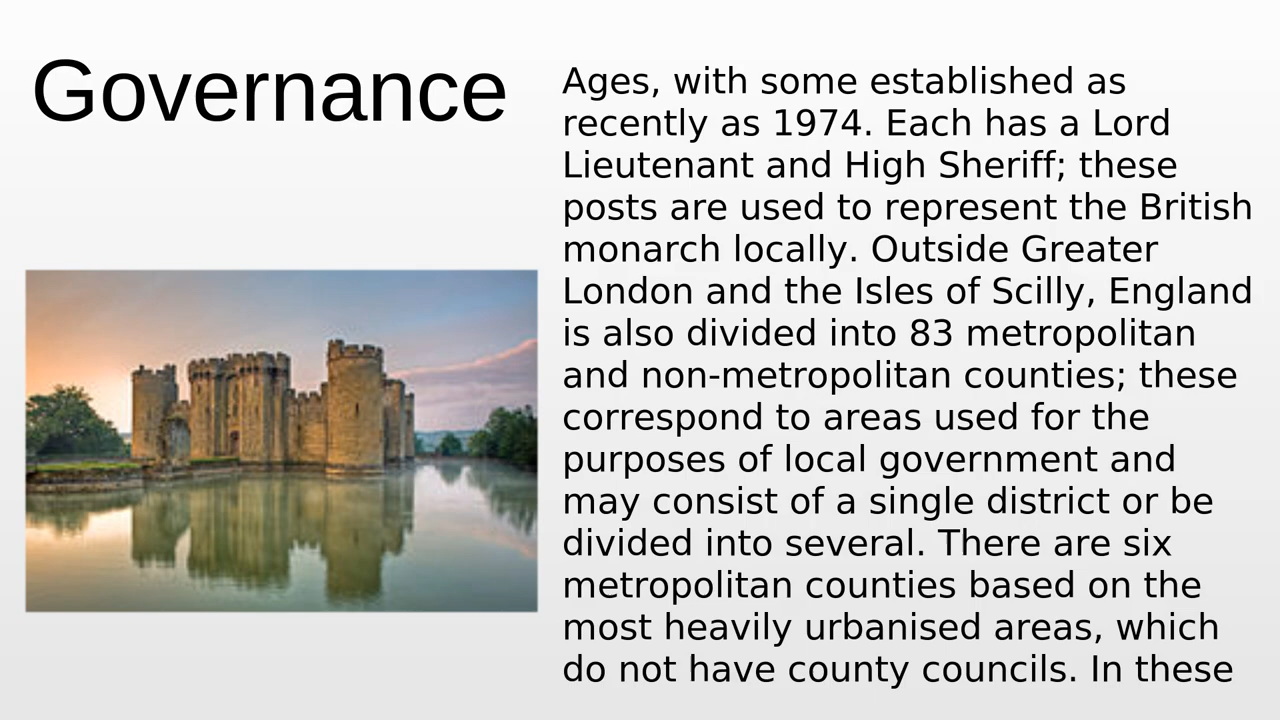 Governance
Ages, with some established as
recently as 1974. Each has a Lord
Lieutenant and High Sheriff; these
posts are used to represent the British
monarch locally. Outside Greater
London and the Isles of Scilly, England
is also divided into 83 metropolitan
and non-metropolitan counties; these
correspond to areas used for the
purposes of local government and
may consist of a single district or be
divided into several. There are six
metropolitan counties based on the
most heavily urbanised areas, which
do not have county councils. In these